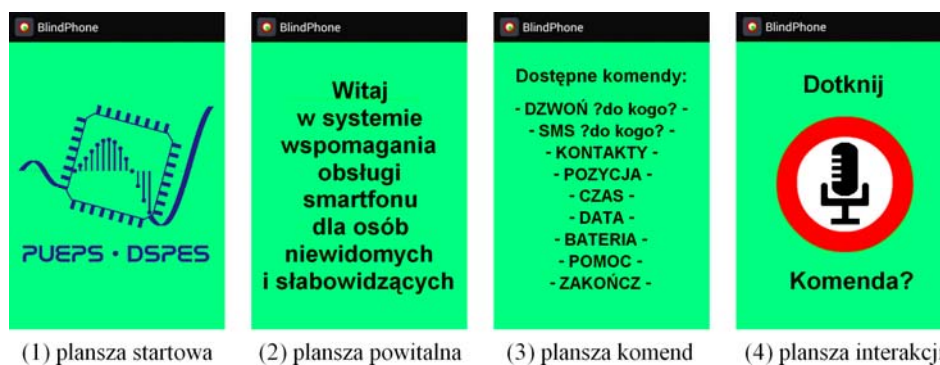 BlindPhone
PUEPS · DSPES
(1) plansza startowa
BlindPhone
Witaj
w systemie
wspomagania
obsługi
smartfonu
dla osób
niewidomych
i słabowidzących
(2) plansza powitalna
BlindPhone
Dostępne komendy:
- DZWOŃ ?do kogo? -
- SMS ?do kogo? -
- KONTAKTY -
- POZYCJA -
- CZAS -
- DATA -
- BATERIA -
- POMOC -
- ZAKOŃCZ -
(3) plansza komend
BlindPhone
Dotknij
Komenda?
(4) plansza interakcji